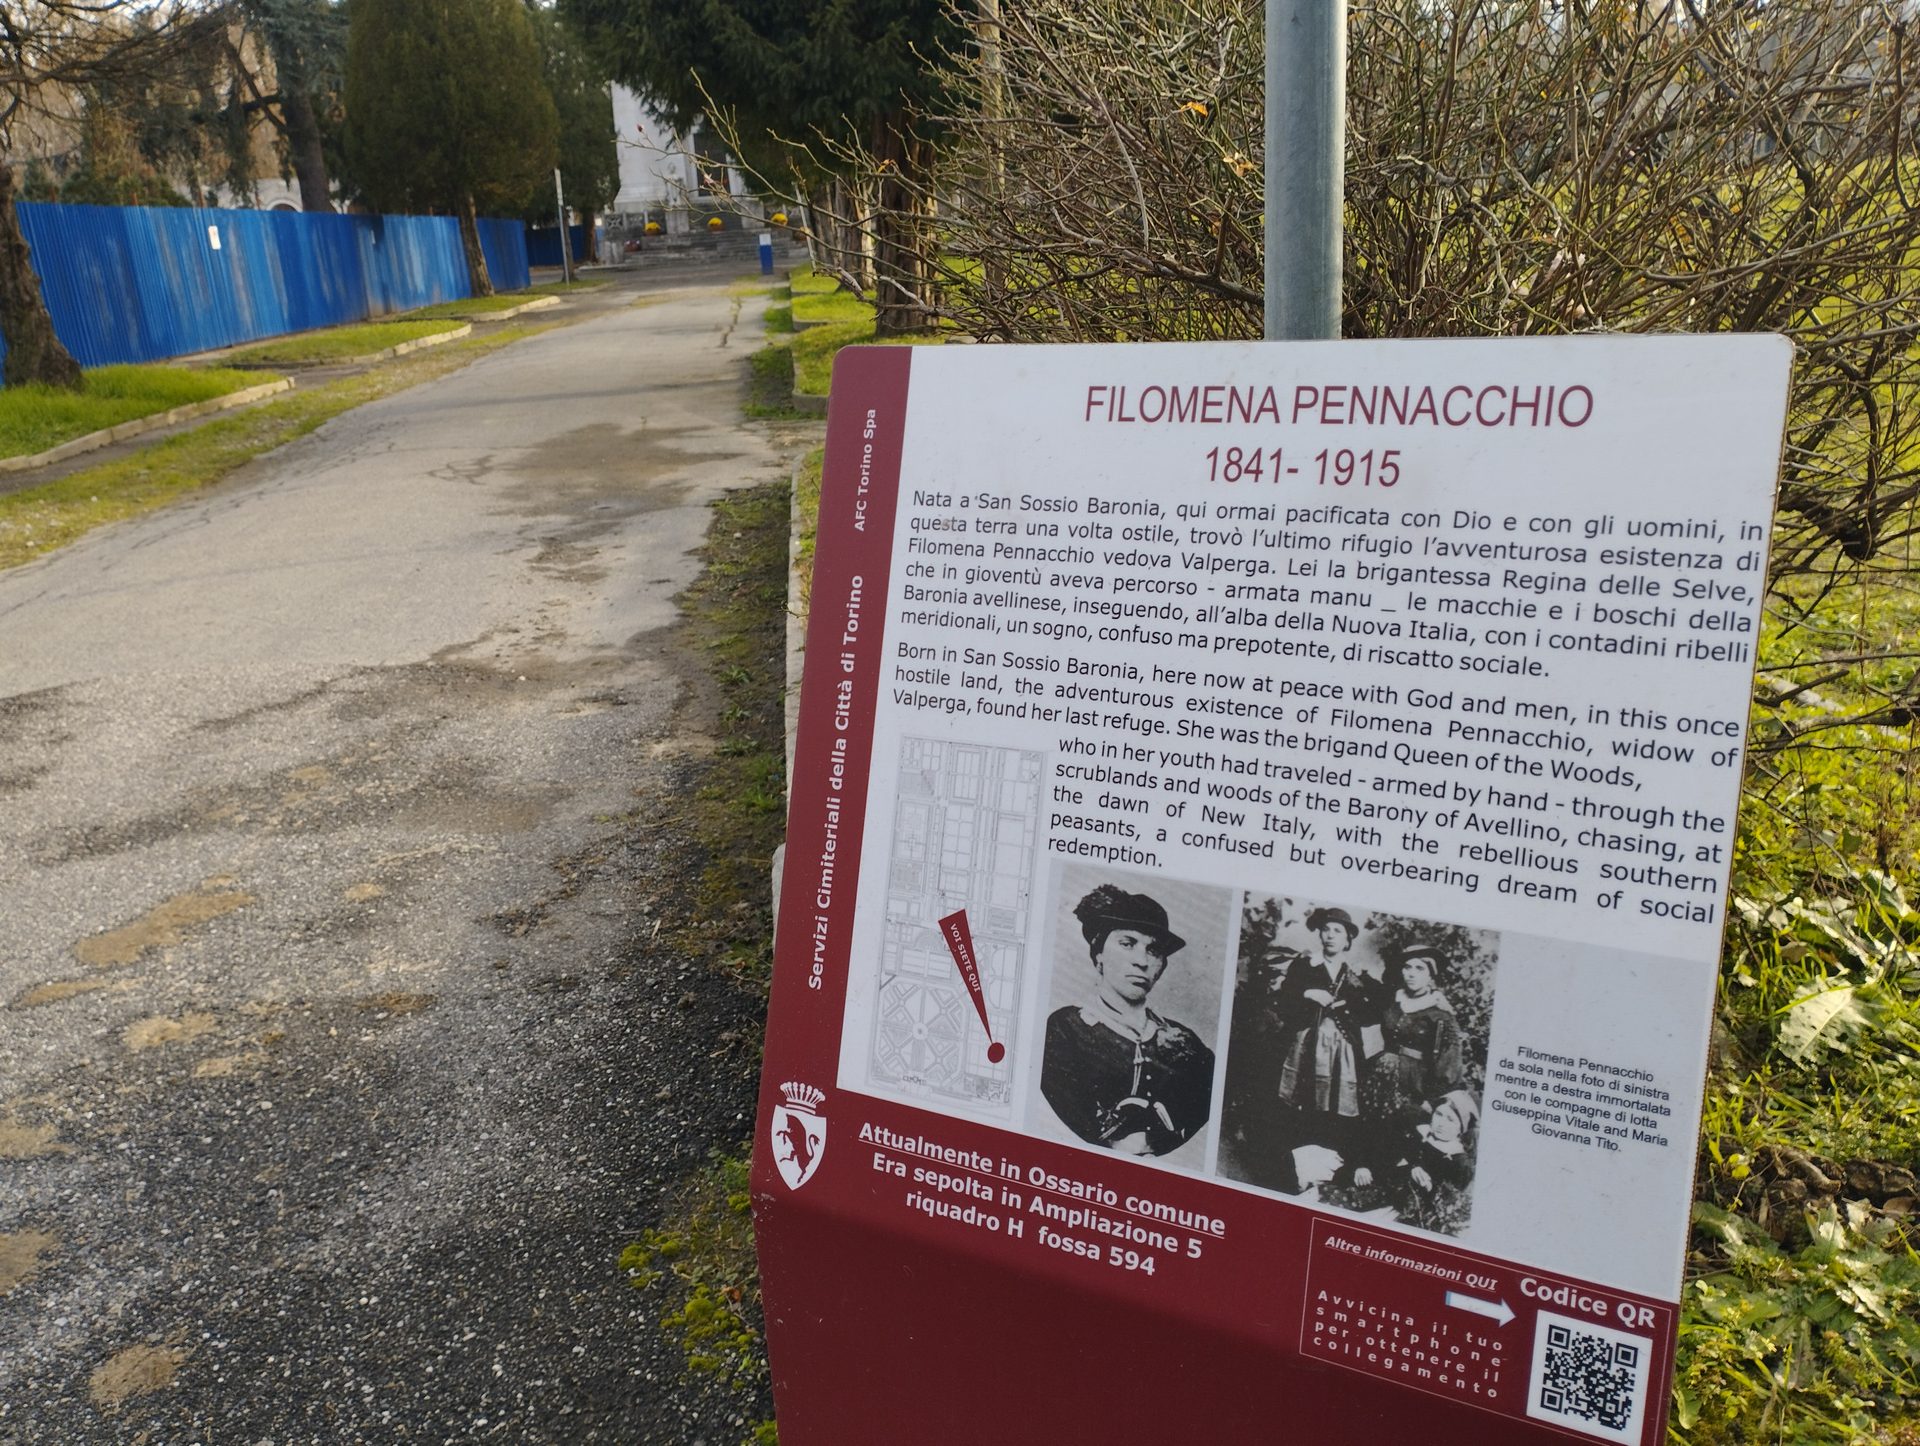 FILOMENA PENNACCHIO
1841- 1915
Nata a San Sossio Baronia, qui ormai pacificata con Dio e con gli uomini, in
questa terra una volta ostile, trovò l'ultimo rifugio l'avventurosa esistenza di
Filomena Pennacchio vedova Valperga. Lei la brigantessa Regina delle Selve,
che in gioventù aveva percorso - armata manu _ le macchie e i boschi della
Baronia avellinese, inseguendo, all'alba della Nuova Italia, con i contadini ribelli
meridionali, un sogno, confuso ma prepotente, di riscatto sociale.
Born in San Sossio Baronia, here now at peace with God and men, in this once
hostile land, the adventurous existence of Filomena Pennacchio, widow of
Valperga, found her last refuge. She was the brigand Queen of the Woods,
who in her youth had traveled - armed by hand - through the
scrublands and woods of the Barony of Avellino, chasing, at
the dawn of New Italy, with the rebellious southern
peasants, a confused but overbearing dream of social
redemption.
VOI SIETE QUI
Filomena Pennacchio
da sola nella foto di sinistra
mentre a destra immortalata
con le compagne di lotta
Giuseppina Vitale and Maria
Giovanna Tito.
Servizi Cimiteriali della Città di Torino
AFC Torino Spa
Attualmente in Ossario comune
Era sepolta in Ampliazione 5
riquadro H fossa 594
Altre informazioni QUI
Codice QR
Avvicina il tuo
smartphone
per ottenere il
collegamento